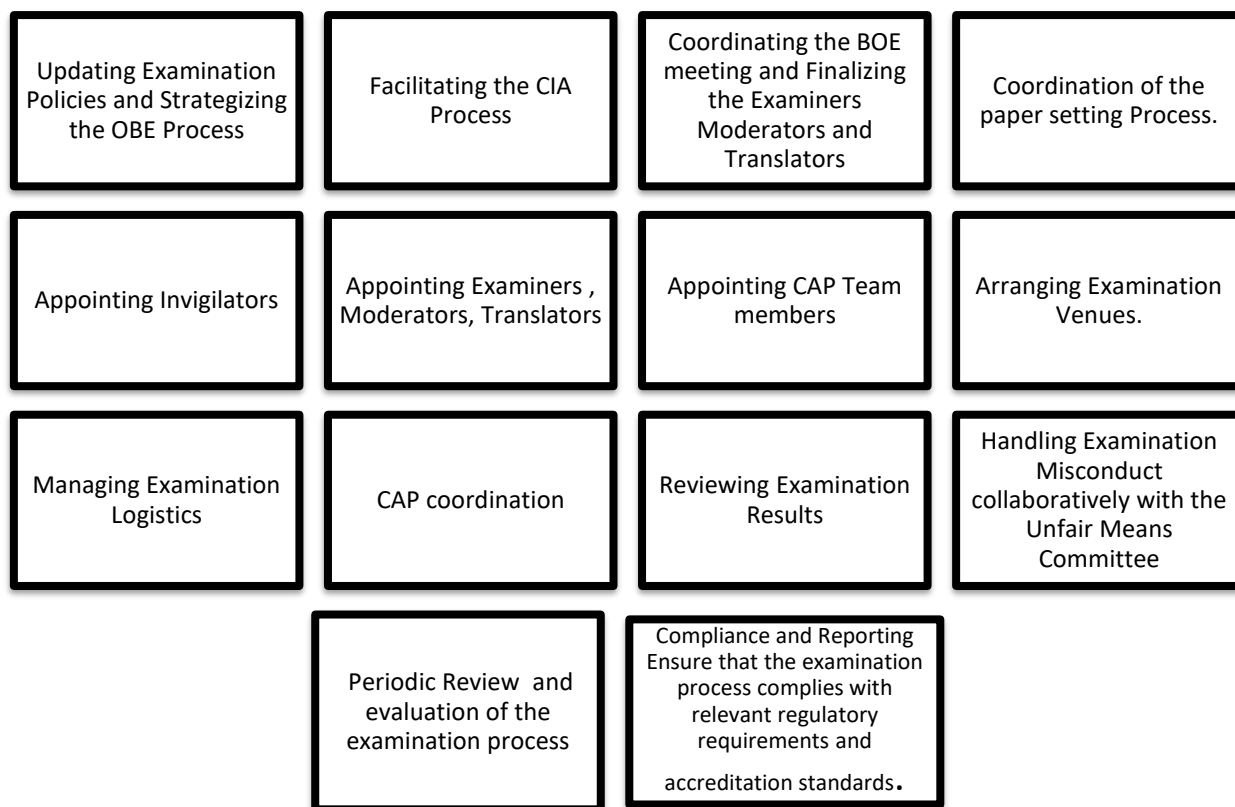 Updating Examination
Policies and Strategizing
the OBE Process
Facilitating the CIA
Process
Coordinating the BOE
meeting and Finalizing
the Examiners
Moderators and
Translators
Coordination of the
paper setting Process.
Appointing Invigilators
Appointing Examiners ,
Moderators, Translators
Appointing CAP Team
members
Arranging Examination
Venues.
Managing Examination
Logistics
CAP coordination
Reviewing Examination
Results
Handling Examination
Misconduct
collaboratively with the
Unfair Means
Committee
Periodic Review  and
evaluation of the
examination process
Compliance and Reporting
Ensure that the examination
process complies with
relevant regulatory
requirements and
accreditation standards.